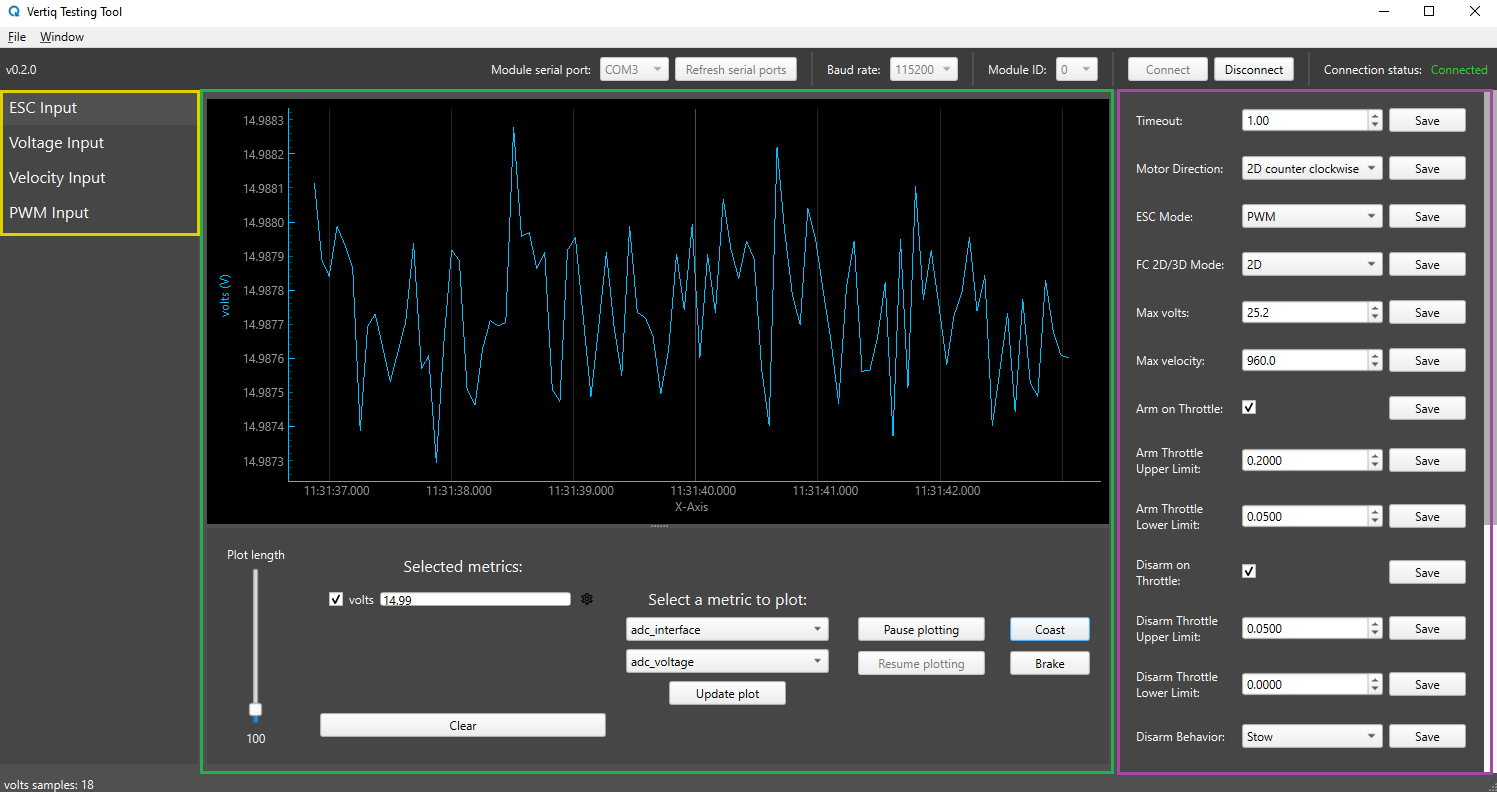 Vertiq Testing Tool
File Window
v0.2.0 Module serial port: COM3 Refresh serial ports Baud rate: 115200 Module ID: 0 Connect Disconnect Connection status: Connected
ESC Input
Voltage Input
Velocity Input
PWM Input
14.9883
14.9882
14.9881
14.9880
14.9879
14.9878
14.9877
14.9876
14.9875
14.9874
14.9873
volts (V)
11:31:37.000 11:31:38.000 11:31:39.000 11:31:40.000 11:31:41.000 11:31:42.000
X-Axis
Plot length
100
Selected metrics:
volts 14.99
Clear
Select a metric to plot:
adc_interface
adc_voltage
Update plot
Pause plotting Coast
Resume plotting Brake
Timeout: 1.00 Save
Motor Direction: 2D counter clockwise Save
ESC Mode: PWM Save
FC 2D/3D Mode: 2D Save
Max volts: 25.2 Save
Max velocity: 960.0 Save
Arm on Throttle: Save
Arm Throttle
Upper Limit: 0.2000 Save
Arm Throttle
Lower Limit: 0.0500 Save
Disarm on
Throttle: Save
Disarm Throttle
Upper Limit: 0.0500 Save
Disarm Throttle
Lower Limit: 0.0000 Save
Disarm Behavior: Stow Save
volts samples: 18